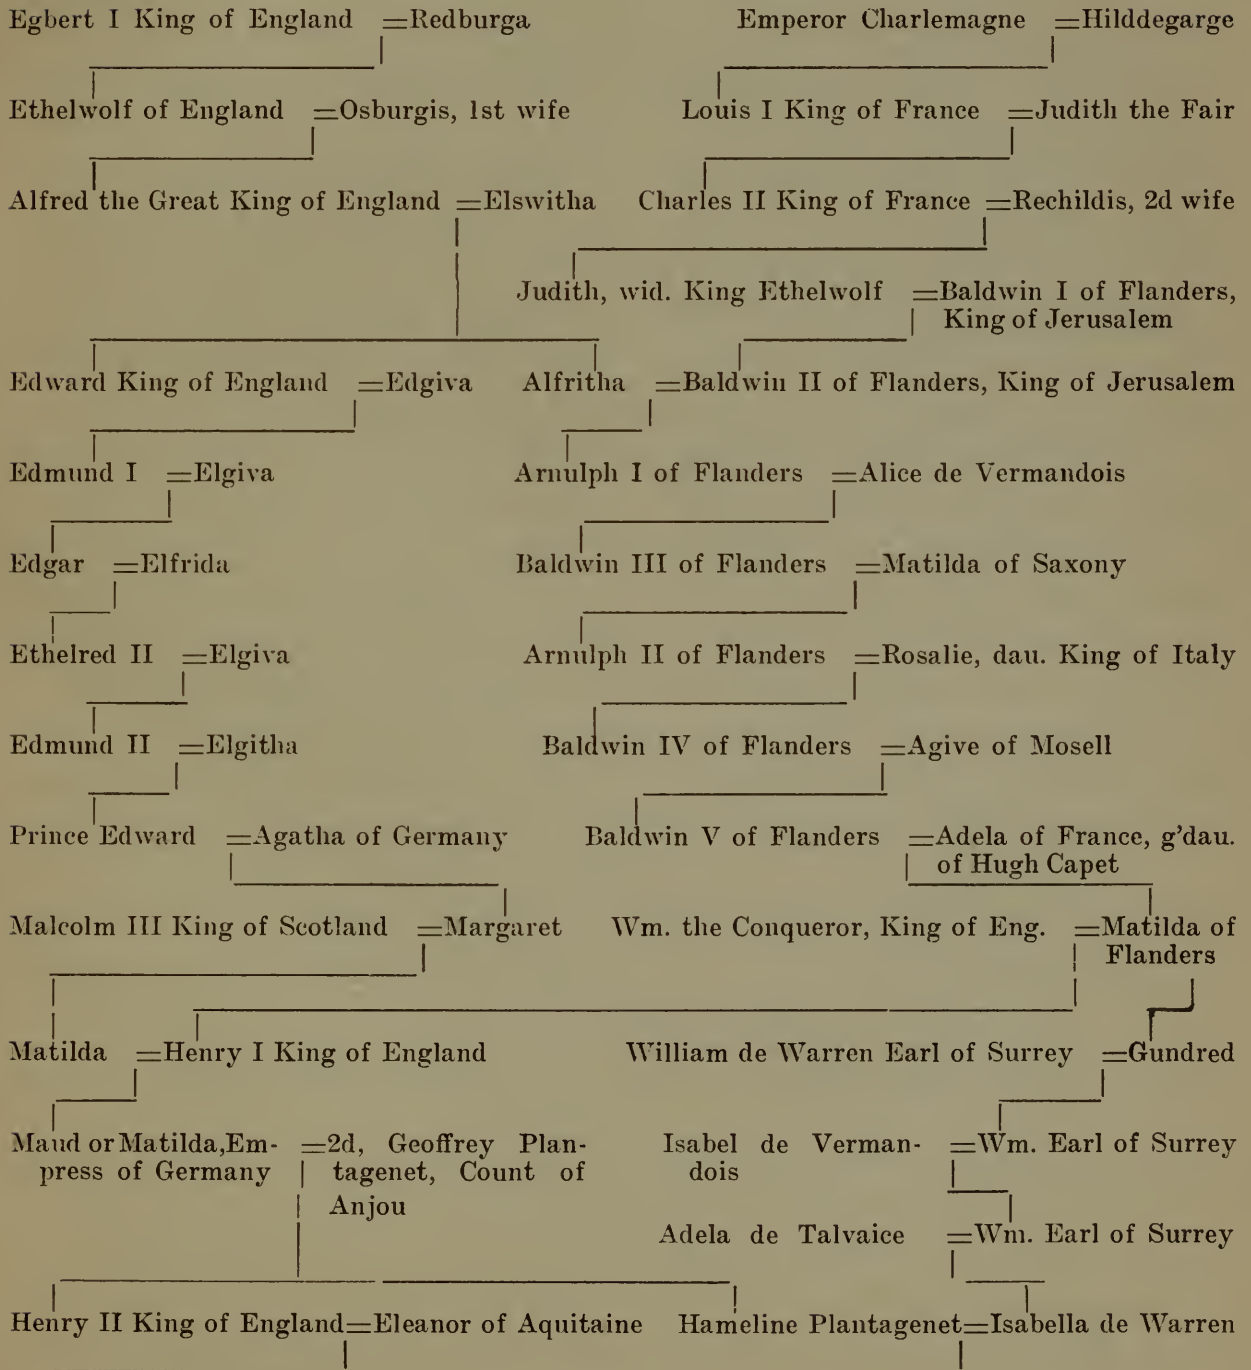 Egbert I King of England =Redburga Emperor Charlemagne =Hilddegarge
Ethelwolf of England =Osburgis, 1st wife Louis I King of France =Judith the Fair
Alfred the Great King of England =Elswitha Charles II King of France =Rechildis, 2d wife
Judith, wid. King Ethelwolf =Baldwin I of Flanders,
King of Jerusalem
Edward King of England =Edgiva Alfritha =Baldwin II of Flanders, King of Jerusalem
Edmund I =Elgiva Arnulph I of Flanders =Alice de Vermandois
Edgar =Elfrida Baldwin III of Flanders =Matilda of Saxony
Ethelred II =Elgiva Arnulph II of Flanders =Rosalie, dau. King of Italy
Edmund II =Elgitha Baldwin IV of Flanders =Agive of Mosell
Prince Edward =Agatha of Germany Baldwin V of Flanders =Adela of France, g'dau.
of Hugh Capet
Malcolm III King of Scotland =Margaret Wm. the Conqueror, King of Eng. =Matilda of
Flanders
Matilda =Henry I King of England William de Warren Earl of Surrey =Gundred
Maud or Matilda, Em- =2d, Geoffrey Plan- Isabel de Verman- =Wm. Earl of Surrey
press of Germany tagenet, Count of dois
Anjou
Adela de Talvaice =Wm. Earl of Surrey
Henry II King of England=Eleanor of Aquitaine Hameline Plantagenet=Isabella de Warren